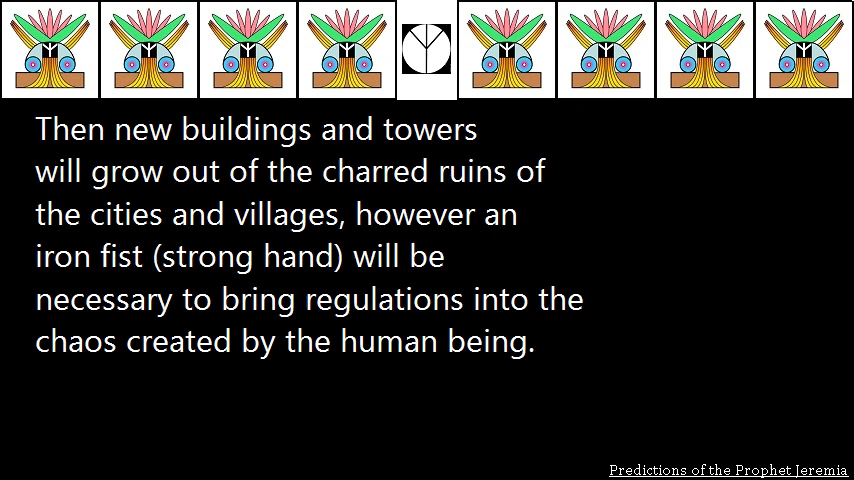 Then new buildings and towers
will grow out of the charred ruins of
the cities and villages, however an
iron fist (strong hand) will be
necessary to bring regulations into the
chaos created by the human being.
Predictions of the Prophet Jeremia